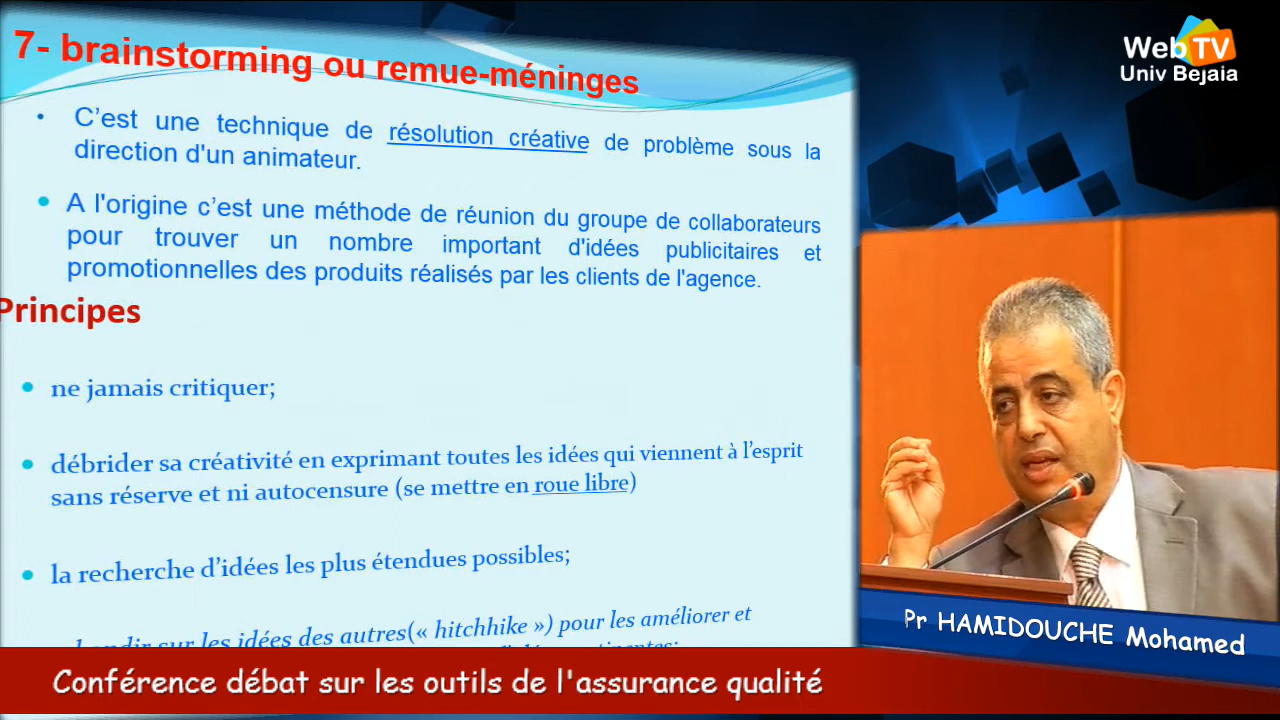 7- brainstorming ou remue-méninges
• C’est une technique de résolution créative de problème sous la
direction d'un animateur.
• A l'origine c’est une méthode de réunion du groupe de collaborateurs
pour trouver un nombre important d'idées publicitaires et
promotionnelles des produits réalisés par les clients de l'agence.
Principes
• ne jamais critiquer;
• débrider sa créativité en exprimant toutes les idées qui viennent à l’esprit
sans réserve et ni autocensure (se mettre en roue libre)
• la recherche d’idées les plus étendues possibles;
sur les idées des autres(« hitchhike ») pour les améliorer et
Web TV
Univ Bejaia
Pr HAMIDOUCHE Mohamed
Conférence débat sur les outils de l'assurance qualité